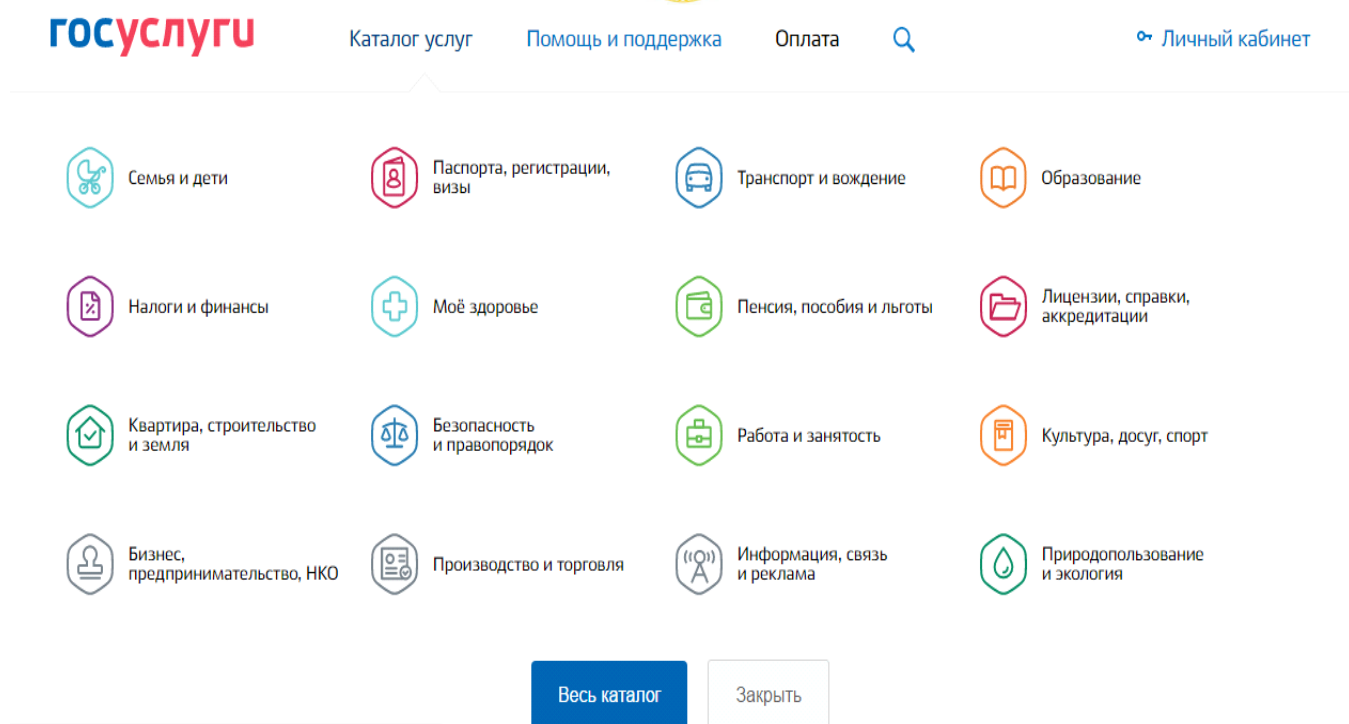 госуслуги Каталог услуг Помощь и поддержка Оплата Личный кабинет
Семья и дети
Паспорта, регистрации,
визы
Транспорт и вождение
Образование
Налоги и финансы
Моё здоровье
Пенсия, пособия и льготы
Лицензии, справки,
аккредитации
Квартира, строительство
и земля
Безопасность
и правопорядок
Работа и занятость
Культура, досуг, спорт
Бизнес,
предпринимательство, НКО
Производство и торговля
Информация, связь
и реклама
Природопользование
и экология
Весь каталог
Закрыть